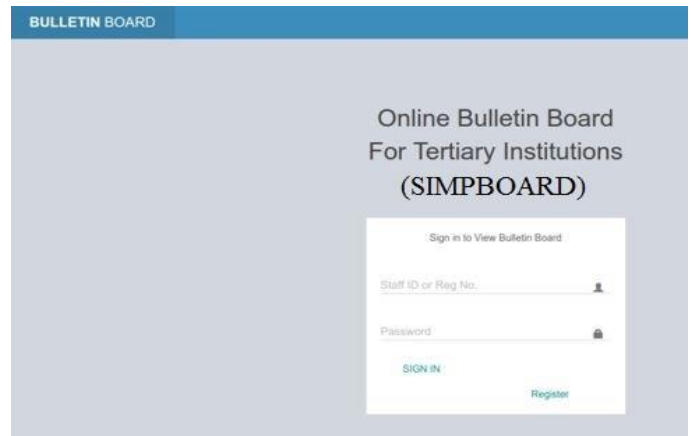 BULLETIN BOARD
Online Bulletin Board
For Tertiary Institutions
(SIMPBOARD)
Sign in to View Bulletin Board
Staff ID or Reg No.
Password
SIGN IN
Register